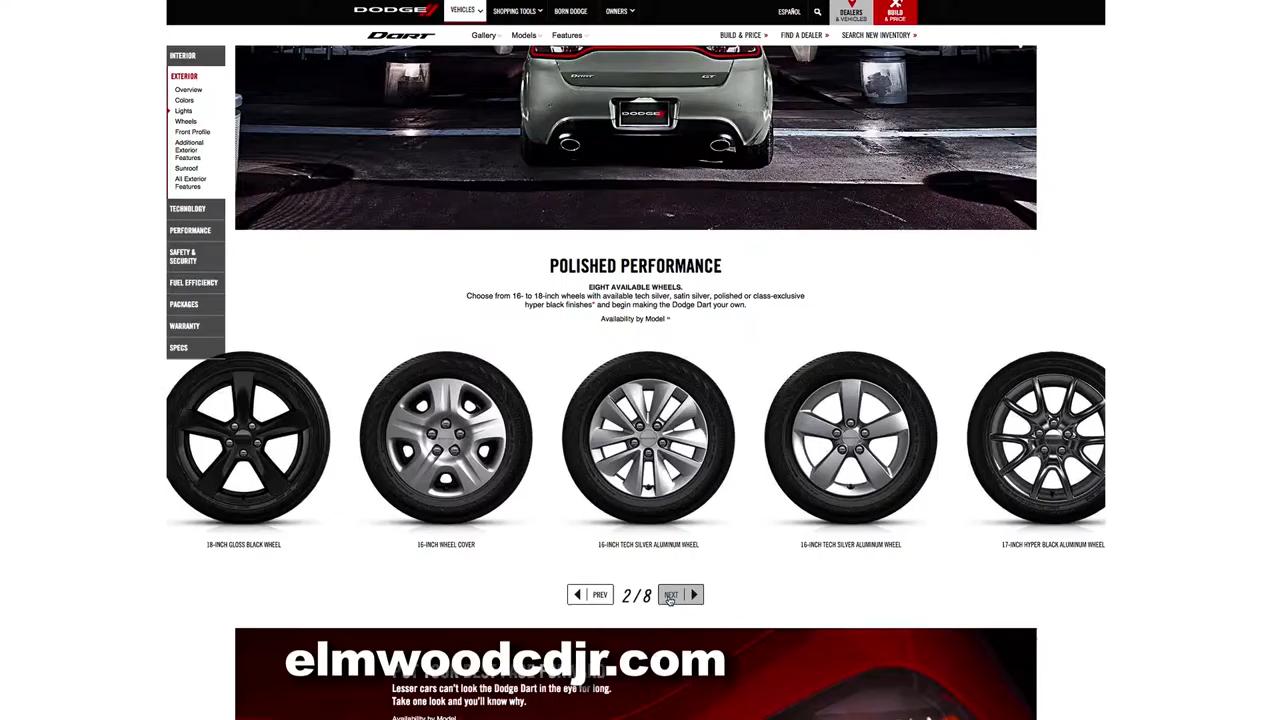 DODGE
VEHICLES
SHOPPING TOOLS
BORN DODGE
OWNERS
ESPAÑOL
DEALERS
& VEHICLES
BUILD
& PRICE
Dart
Gallery
Models
Features
BUILD & PRICE »
FIND A DEALER »
SEARCH NEW INVENTORY »
INTERIOR
EXTERIOR
Overview
Colors
Lights
Wheels
Front Profile
Additional
Exterior
Features
Sunroof
All Exterior
Features
TECHNOLOGY
PERFORMANCE
SAFETY &
SECURITY
FUEL EFFICIENCY
PACKAGES
WARRANTY
SPECS
Dart
GT
DODGE
POLISHED PERFORMANCE
EIGHT AVAILABLE WHEELS.
Choose from 16- to 18-inch wheels with available tech silver, satin silver, polished or class-exclusive
hyper black finishes* and begin making the Dodge Dart your own.
Availability by Model »
18-INCH GLOSS BLACK WHEEL
16-INCH WHEEL COVER
16-INCH TECH SILVER ALUMINUM WHEEL
16-INCH TECH SILVER ALUMINUM WHEEL
17-INCH HYPER BLACK ALUMINUM WHEEL
PREV
2/8
NEXT
elmwoodcdjr.com
Lesser cars can't look the Dodge Dart in the eye for long.
Take one look and you'll know why.
Availability by Model